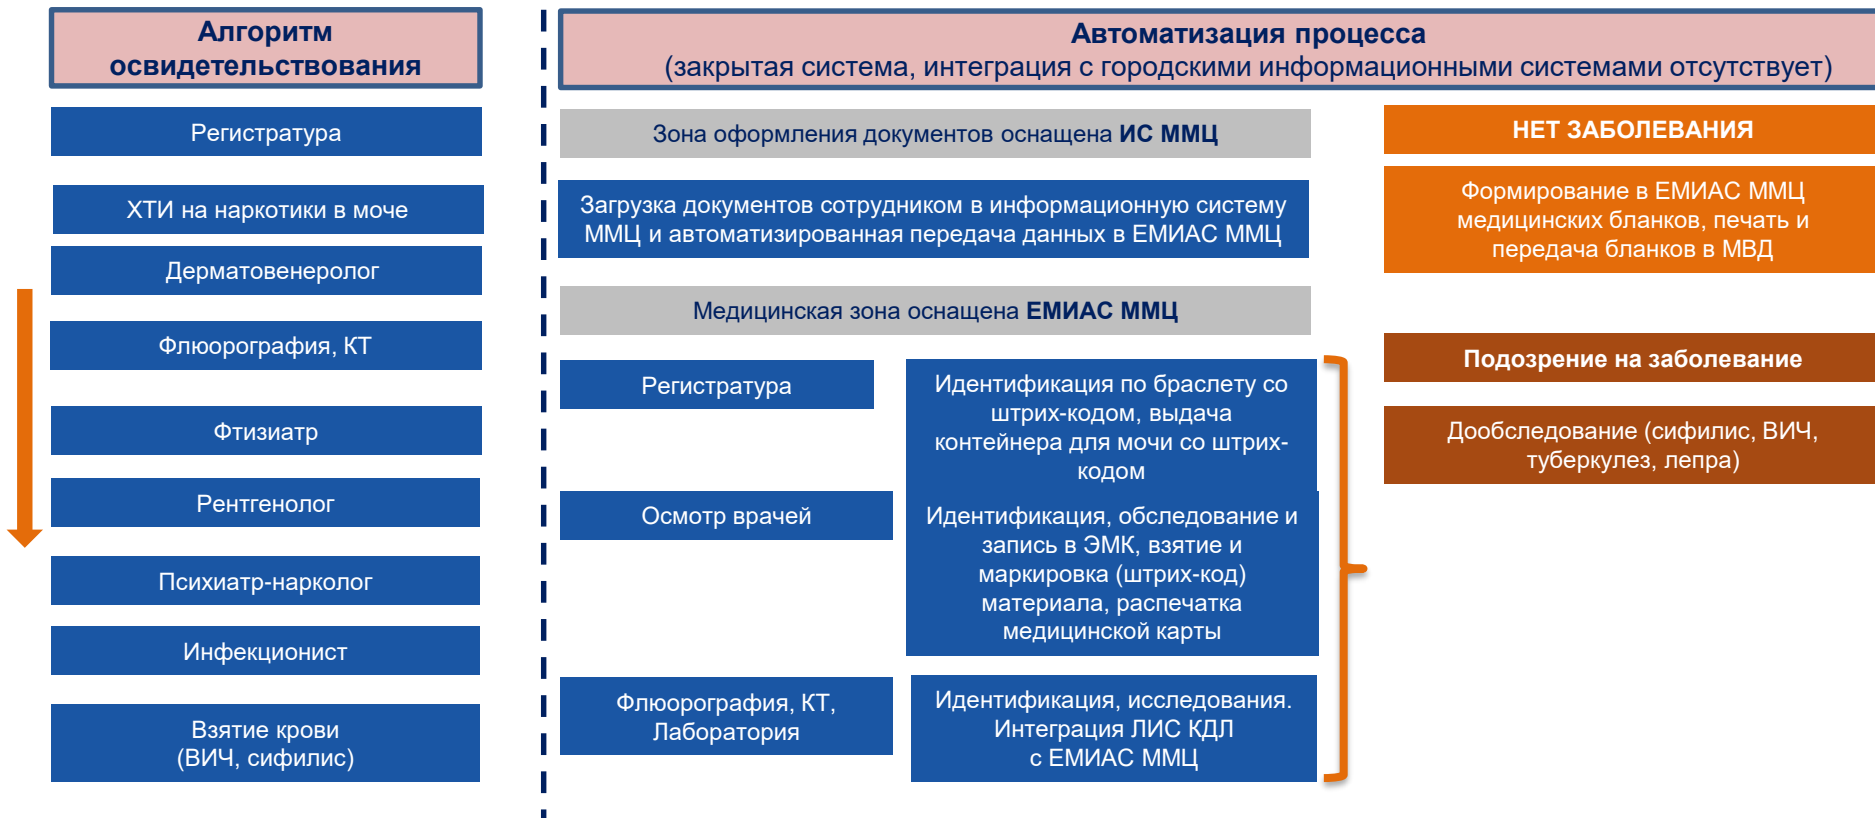 Алгоритм
освидетельствования
Регистратура
ХТИ на наркотики в моче
Дерматовенеролог
Флюорография, КТ
Фтизиатр
Рентгенолог
Психиатр-нарколог
Инфекционист
Взятие крови
(ВИЧ, сифилис)
Автоматизация процесса
(закрытая система, интеграция с городскими информационными системами отсутствует)
Зона оформления документов оснащена ИС ММЦ
Загрузка документов сотрудником в информационную систему
ММЦ и автоматизированная передача данных в ЕМИАС ММЦ
Медицинская зона оснащена ЕМИАС ММЦ
Регистратура
Идентификация по браслету со
штрих-кодом, выдача
контейнера для мочи со штрих-
кодом
Осмотр врачей
Идентификация, обследование и
запись в ЭМК, взятие и
маркировка (штрих-код)
материала, распечатка
медицинской карты
Флюорография, КТ,
Лаборатория
Идентификация, исследования.
Интеграция ЛИС КДЛ
с ЕМИАС ММЦ
НЕТ ЗАБОЛЕВАНИЯ
Формирование в ЕМИАС ММЦ
медицинских бланков, печать и
передача бланков в МВД
Подозрение на заболевание
Дообследование (сифилис, ВИЧ,
туберкулез, лепра)